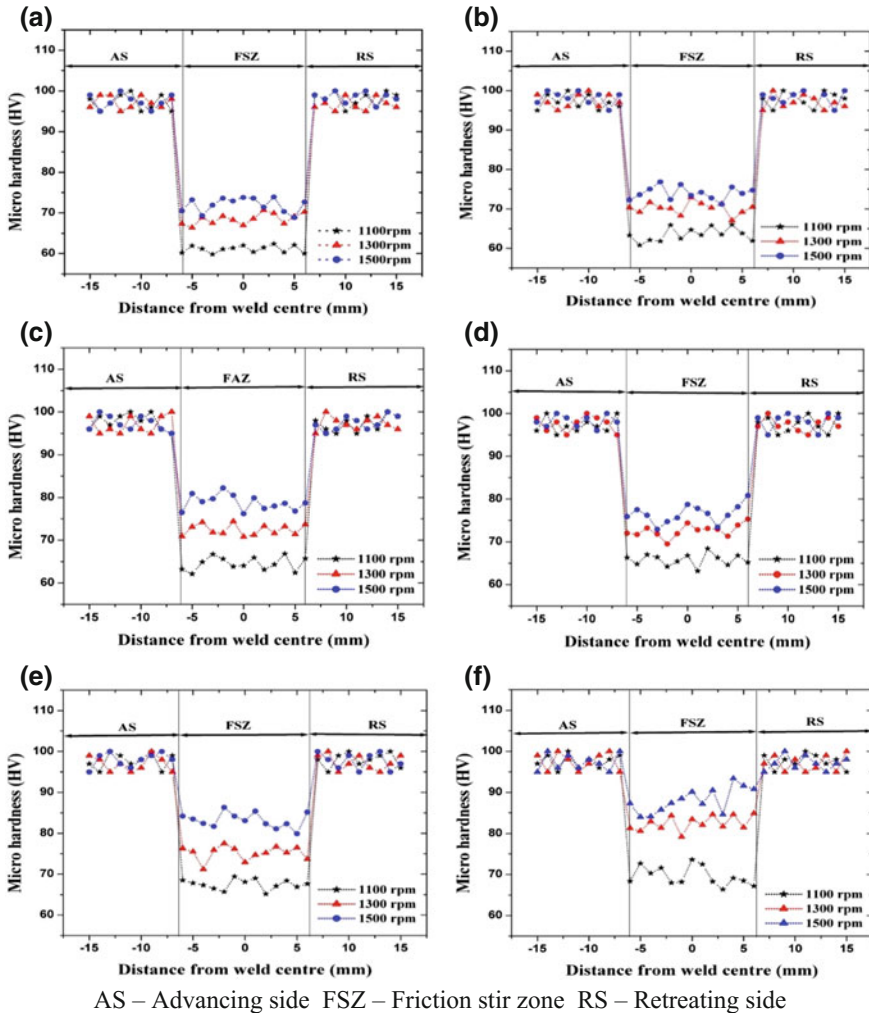 (a)
AS FSZ RS
Micro hardness (HV)
110
100
90
80
70
60
1100rpm
1300rpm
1500rpm
-15 -10 -5 0 5 10 15
Distance from weld centre (mm)
(b)
AS FSZ RS
Micro hardness (HV)
110
100
90
80
70
60
1100 rpm
1300 rpm
1500 rpm
-15 -10 -5 0 5 10 15
Distance from weld centre (mm)
(c)
AS FAZ RS
Micro hardness (HV)
110
100
90
80
70
60
1100 rpm
1300 rpm
1500 rpm
-15 -10 -5 0 5 10 15
Distance from weld centre (mm)
(d)
AS FSZ RS
Micro hardness (HV)
110
100
90
80
70
60
1100 rpm
1300 rpm
1500 rpm
-15 -10 -5 0 5 10 15
Distance from weld centre (mm)
(e)
AS FSZ RS
Micro hardness (HV)
110
100
90
80
70
60
1100 rpm
1300 rpm
1500 rpm
-15 -10 -5 0 5 10 15
Distance from weld centre (mm)
(f)
AS FSZ RS
Micro hardness (HV)
110
100
90
80
70
60
1100 rpm
1300 rpm
1500 rpm
-15 -10 -5 0 5 10 15
Distance from weld centre (mm)
AS – Advancing side FSZ – Friction stir zone RS – Retreating side